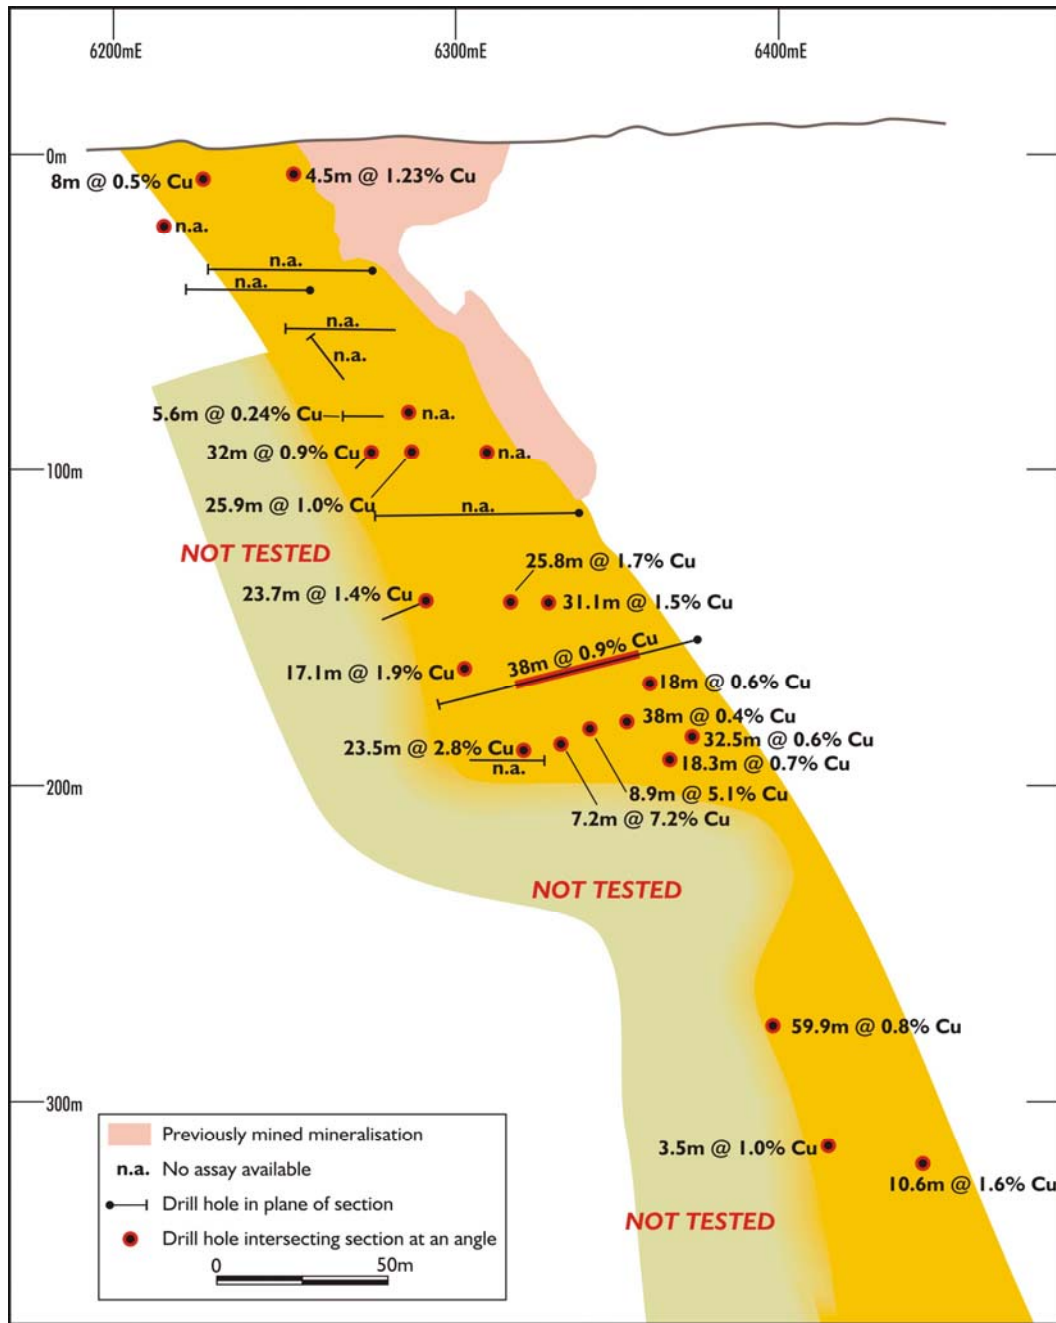 6200mE
6300mE
6400mE
0m
8m @ 0.5% Cu
4.5m @ 1.23% Cu
n.a.
n.a.
n.a.
n.a.
n.a.
5.6m @ 0.24% Cu
n.a.
32m @ 0.9% Cu
n.a.
100m
25.9m @ 1.0% Cu
n.a.
NOT TESTED
25.8m @ 1.7% Cu
23.7m @ 1.4% Cu
31.1m @ 1.5% Cu
38m @ 0.9% Cu
17.1m @ 1.9% Cu
18m @ 0.6% Cu
38m @ 0.4% Cu
32.5m @ 0.6% Cu
23.5m @ 2.8% Cu
18.3m @ 0.7% Cu
n.a.
200m
8.9m @ 5.1% Cu
7.2m @ 7.2% Cu
NOT TESTED
59.9m @ 0.8% Cu
300m
3.5m @ 1.0% Cu
10.6m @ 1.6% Cu
NOT TESTED
Previously mined mineralisation
n.a. No assay available
Drill hole in plane of section
Drill hole intersecting section at an angle
0 50m